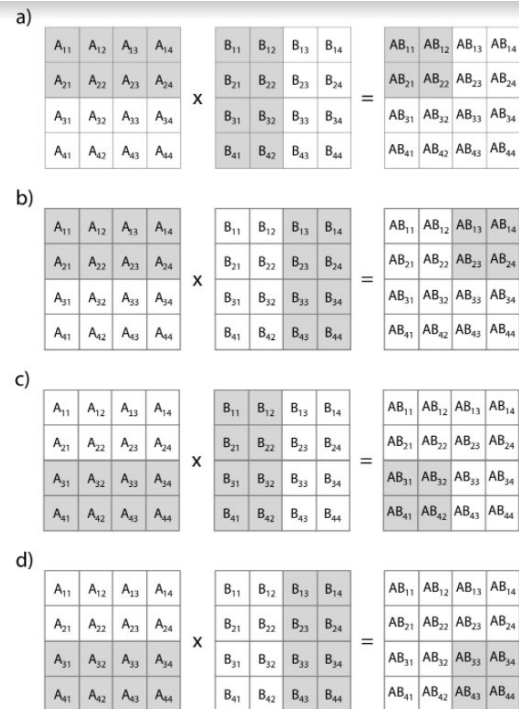 a)
A11 A12 A13 A14 B11 B12 B13 B14 AB11 AB12 AB13 AB14
A21 A22 A23 A24 B21 B22 B23 B24 AB21 AB22 AB23 AB24
x =
A31 A32 A33 A34 B31 B32 B33 B34 AB31 AB32 AB33 AB34
A41 A42 A43 A44 B41 B42 B43 B44 AB41 AB42 AB43 AB44
b)
A11 A12 A13 A14 B11 B12 B13 B14 AB11 AB12 AB13 AB14
A21 A22 A23 A24 B21 B22 B23 B24 AB21 AB22 AB23 AB24
x =
A31 A32 A33 A34 B31 B32 B33 B34 AB31 AB32 AB33 AB34
A41 A42 A43 A44 B41 B42 B43 B44 AB41 AB42 AB43 AB44
c)
A11 A12 A13 A14 B11 B12 B13 B14 AB11 AB12 AB13 AB14
A21 A22 A23 A24 B21 B22 B23 B24 AB21 AB22 AB23 AB24
x =
A31 A32 A33 A34 B31 B32 B33 B34 AB31 AB32 AB33 AB34
A41 A42 A43 A44 B41 B42 B43 B44 AB41 AB42 AB43 AB44
d)
A11 A12 A13 A14 B11 B12 B13 B14 AB11 AB12 AB13 AB14
A21 A22 A23 A24 B21 B22 B23 B24 AB21 AB22 AB23 AB24
x =
A31 A32 A33 A34 B31 B32 B33 B34 AB31 AB32 AB33 AB34
A41 A42 A43 A44 B41 B42 B43 B44 AB41 AB42 AB43 AB44